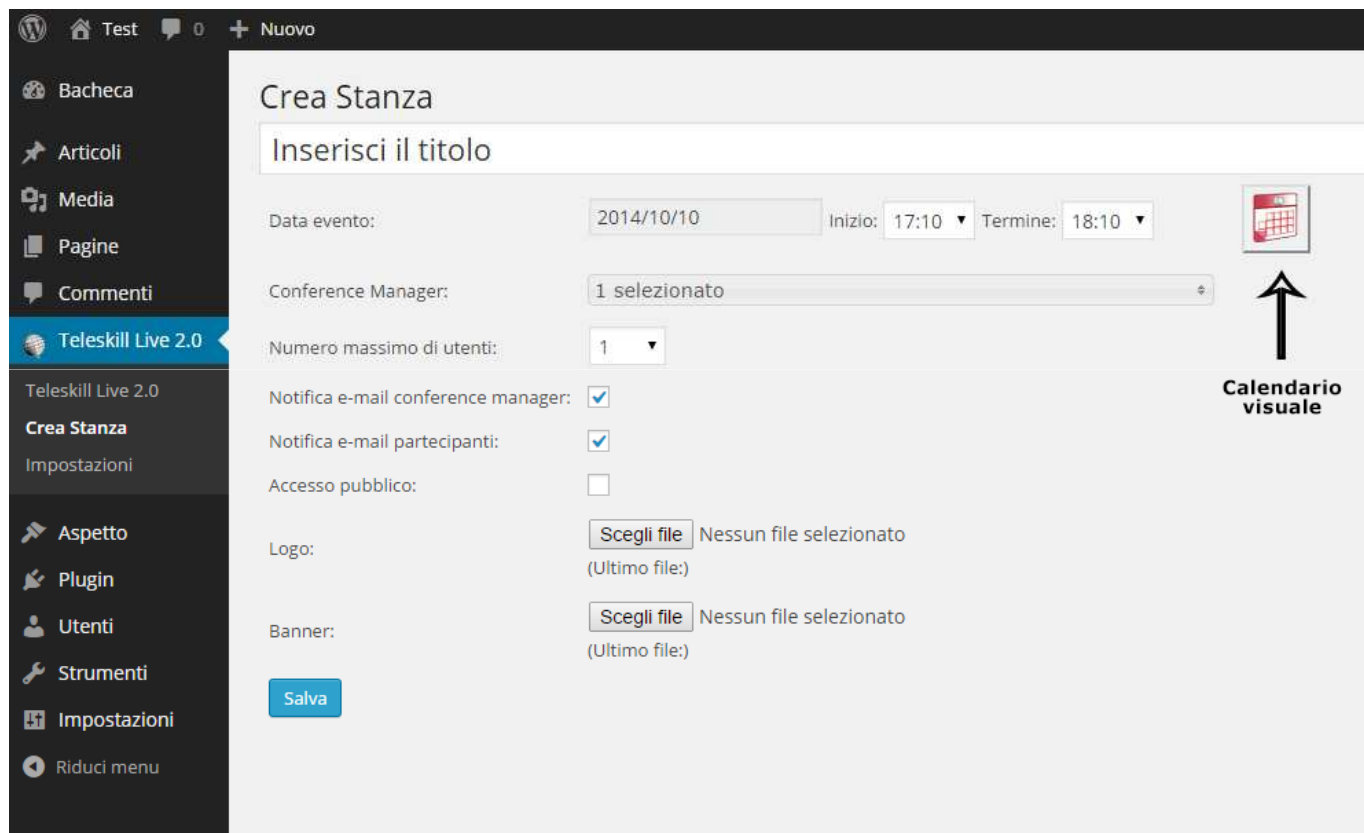 Test 0 Nuovo
Bacheca
Articoli
Media
Pagine
Commenti
Teleskill Live 2.0
Teleskill Live 2.0
Crea Stanza
Impostazioni
Aspetto
Plugin
Utenti
Strumenti
Impostazioni
Riduci menu
Crea Stanza
Inserisci il titolo
Data evento: 2014/10/10 Inizio: 17:10 Termine: 18:10
Conference Manager: 1 selezionato
Numero massimo di utenti: 1
Notifica e-mail conference manager:
Notifica e-mail partecipanti:
Accesso pubblico:
Logo: Scegli file Nessun file selezionato
(Ultimo file:)
Banner: Scegli file Nessun file selezionato
(Ultimo file:)
Salva
Calendario
visuale